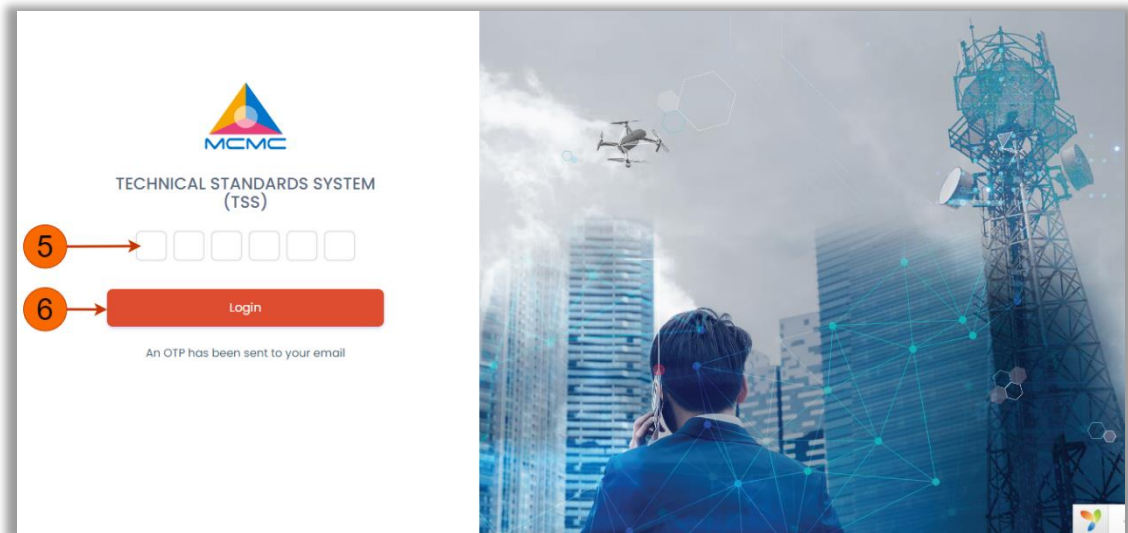 MCMC
TECHNICAL STANDARDS SYSTEM
(TSS)
5
6
Login
An OTP has been sent to your email